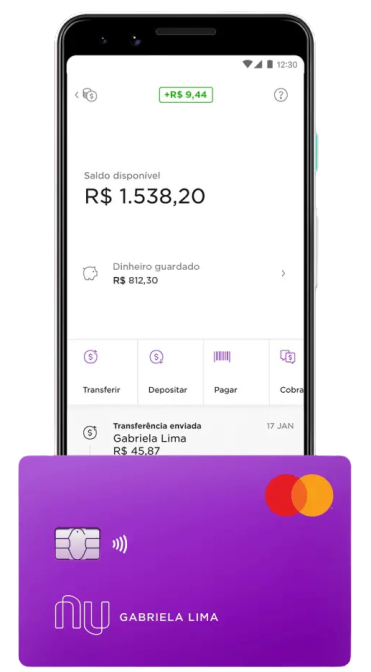 12:30
+R$ 9,44
?
Saldo disponível
R$ 1.538,20
Dinheiro guardado
R$ 812,30
Transferir Depositar Pagar Cobra
Transferência enviada 17 JAN
Gabriela Lima
R$ 45,87
nu GABRIELA LIMA